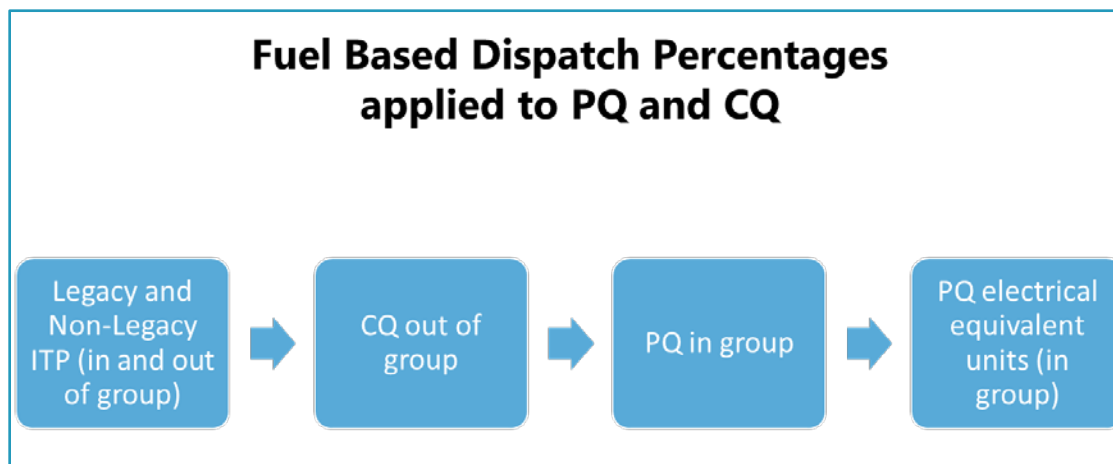 Fuel Based Dispatch Percentages
applied to PQ and CQ
Legacy and
Non-Legacy
ITP (in and out
of group)
CQ out of
group
PQ in group
PQ electrical
equivalent
units (in
group)